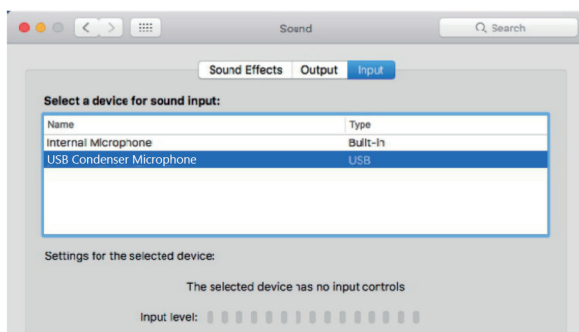 Sound
Search
Sound Effects Output Input
Select a device for sound input:
Name Type
Internal Microphone Built-in
USB Condenser Microphone USB
Settings for the selected device:
The selected device has no input controls
Input level: